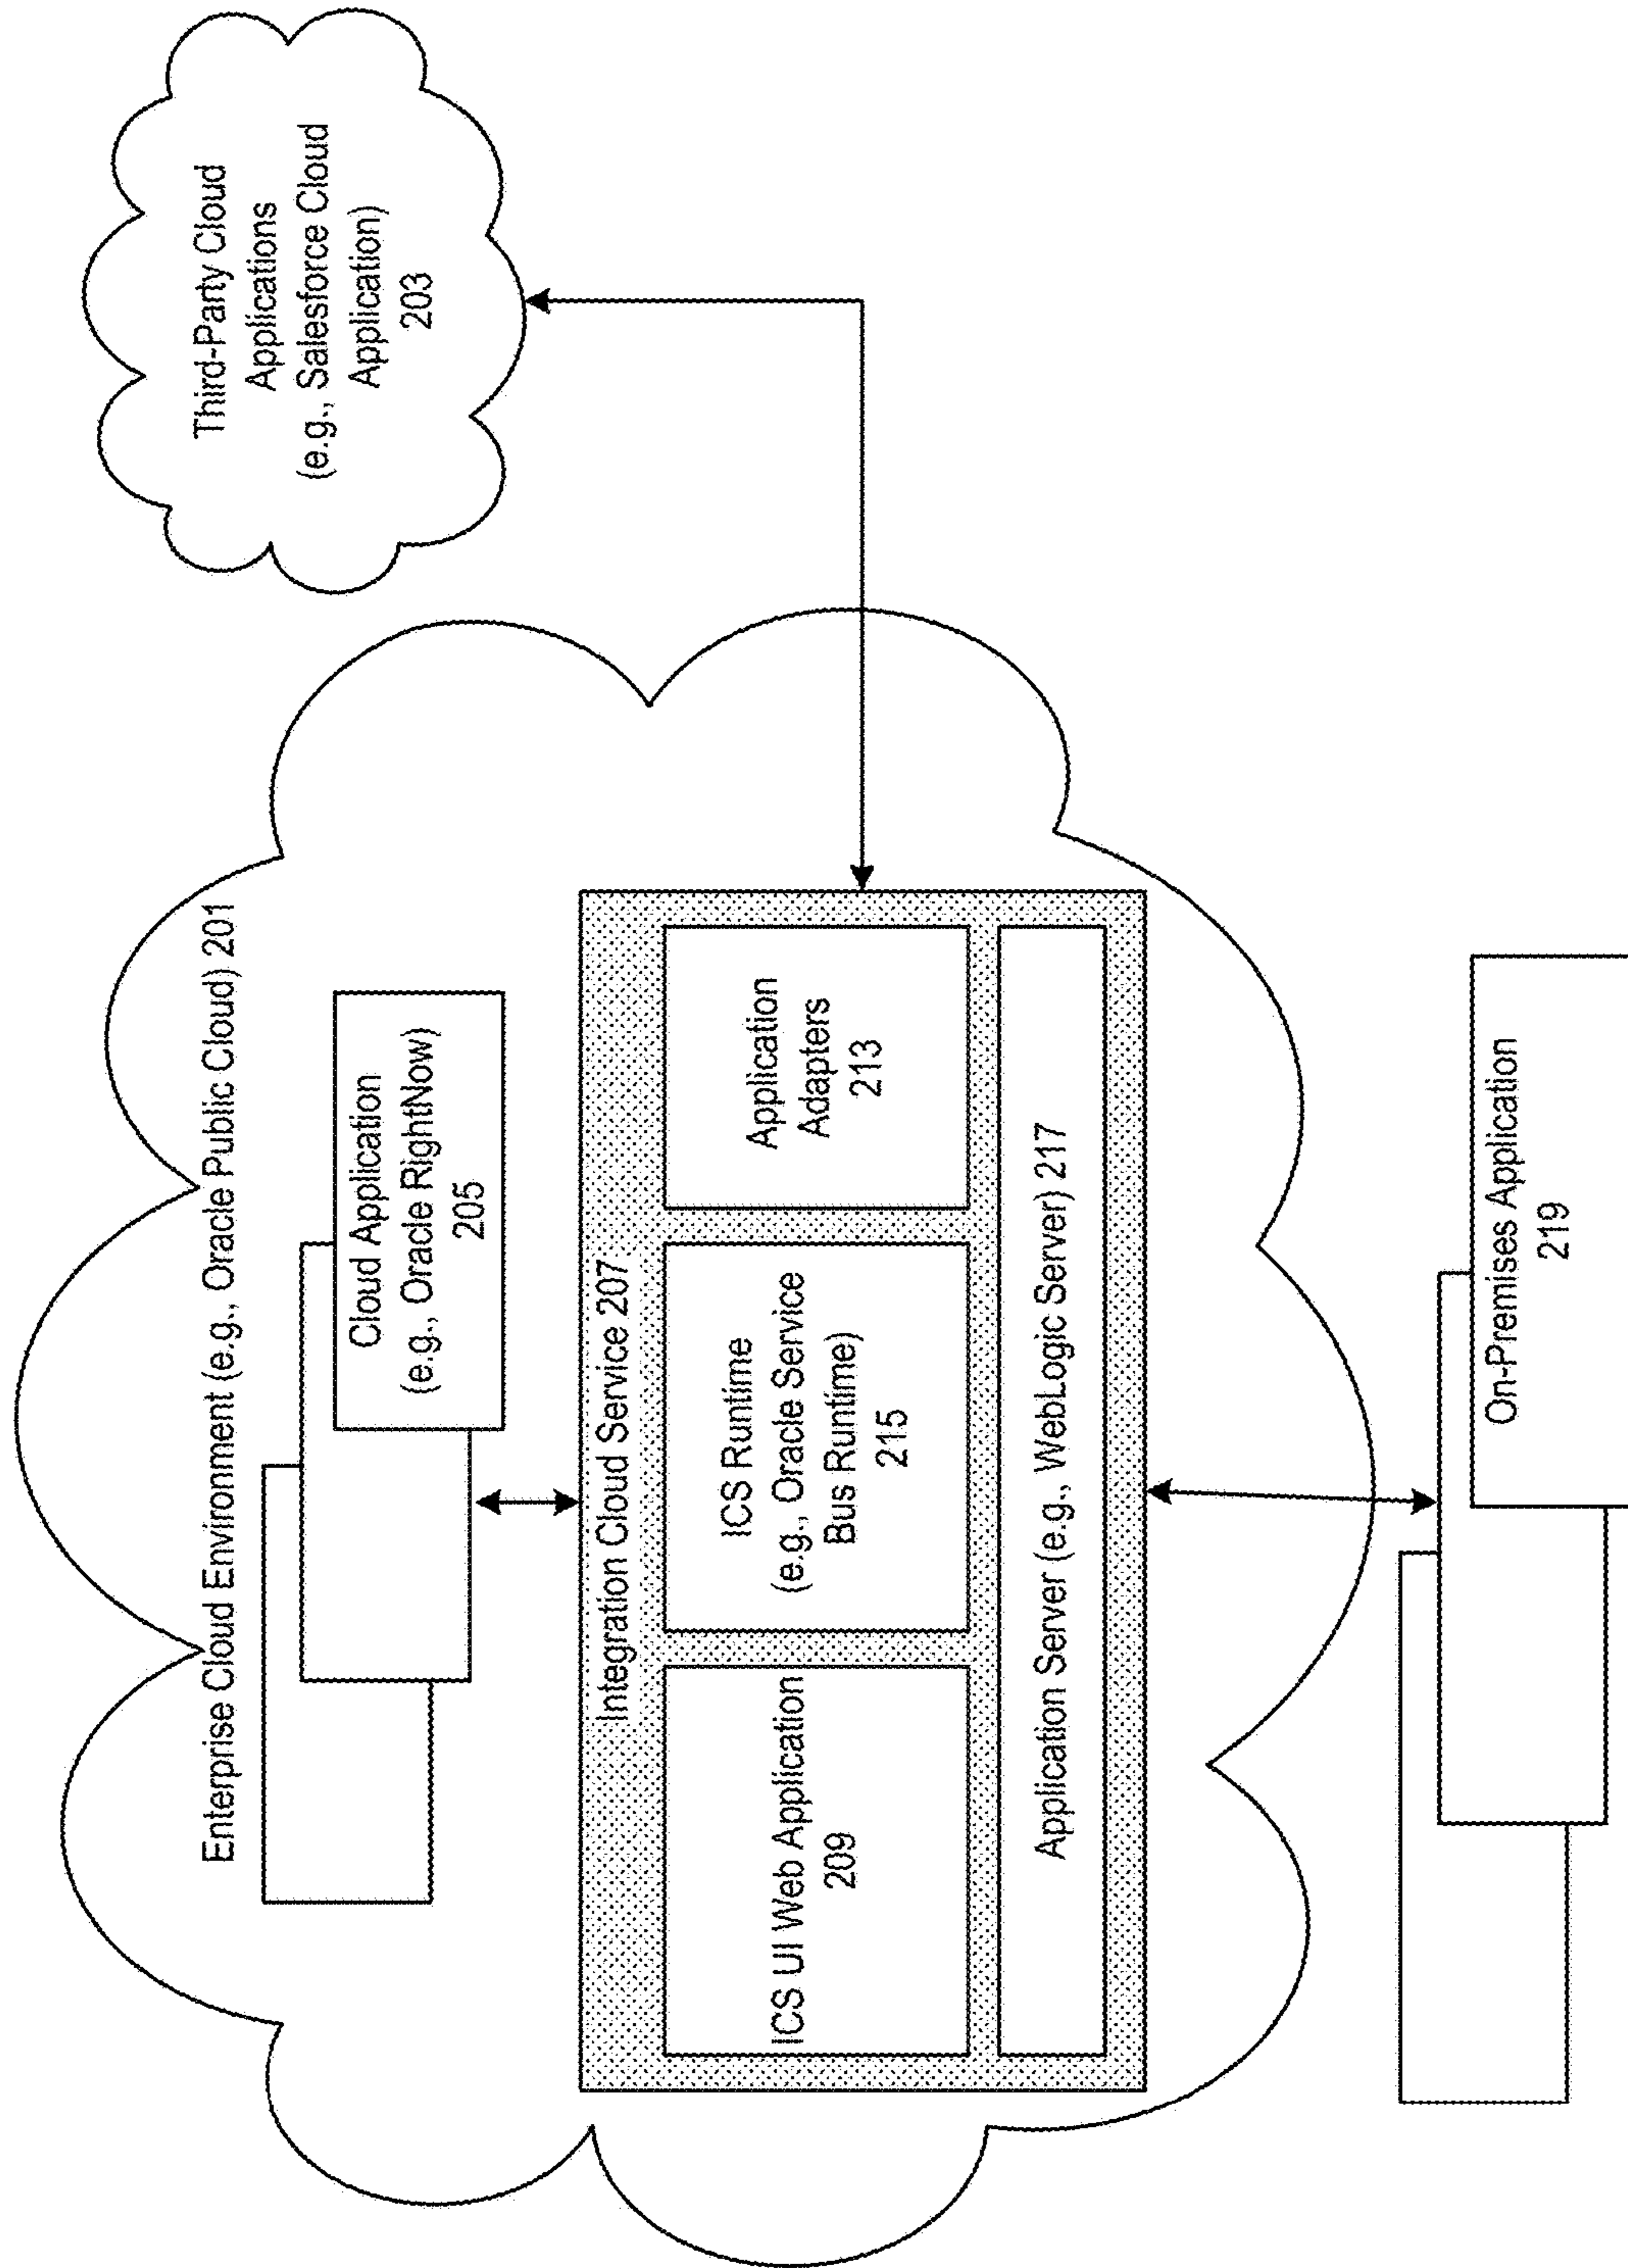 Third-Party Cloud
Applications
(e.g., Salesforce Cloud
Application)
203
Enterprise Cloud Environment (e.g., Oracle Public Cloud) 201
Cloud Application
(e.g., Oracle RightNow)
205
Integration Cloud Service 207
ICS UI Web Application
209
ICS Runtime
(e.g., Oracle Service
Bus Runtime)
215
Application
Adapters
213
Application Server (e.g., WebLogic Server) 217
On-Premises Application
219